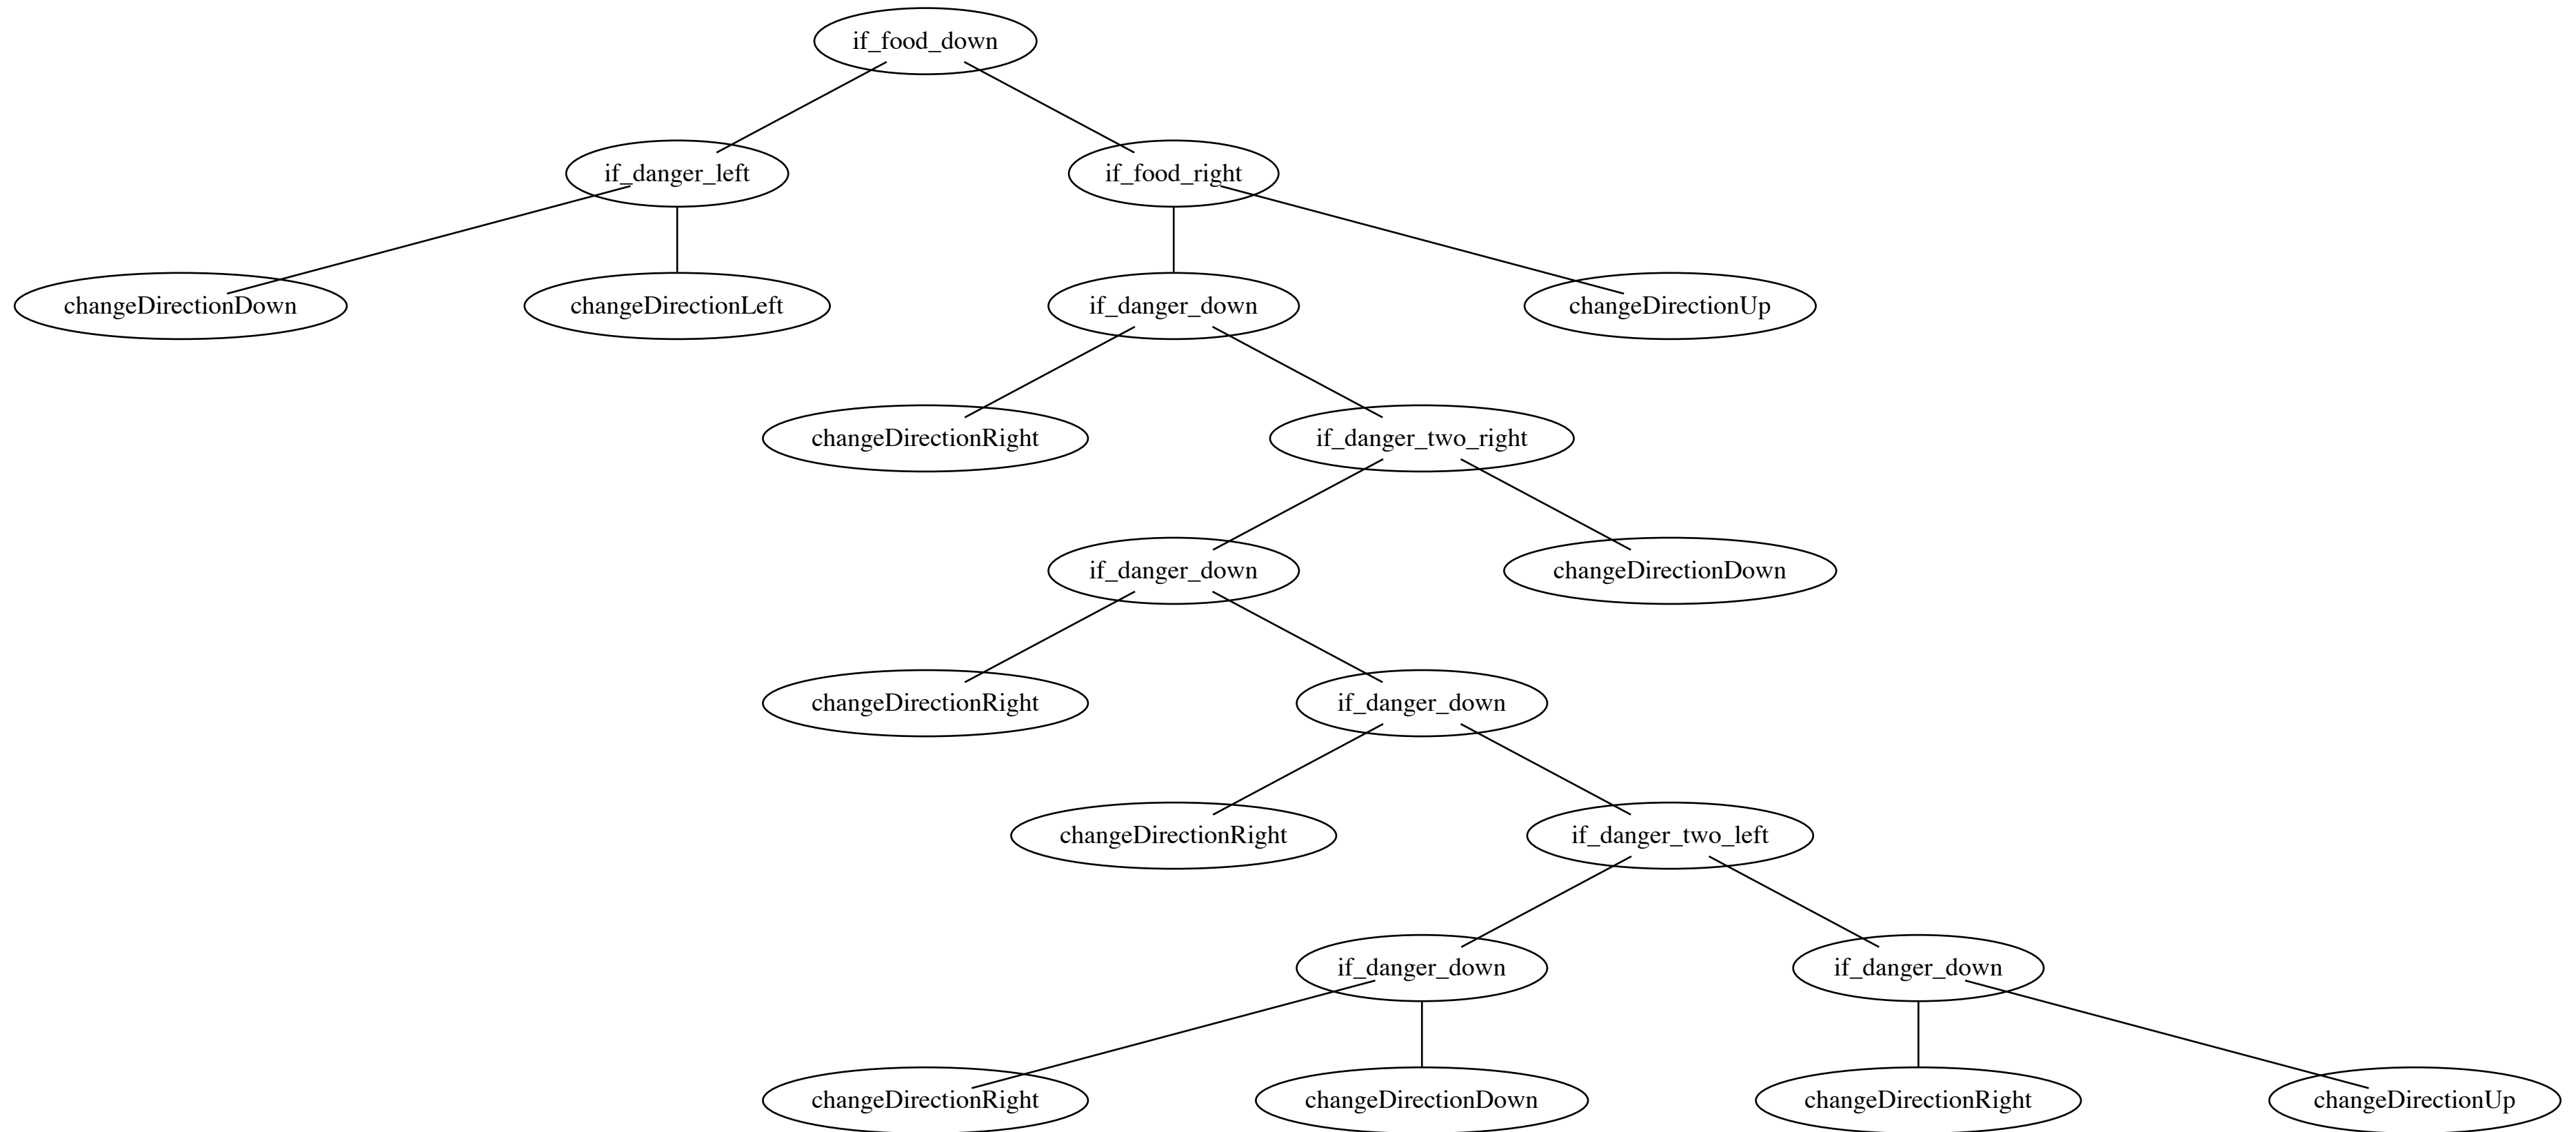 if_food_down
if_danger_left
if_food_right
changeDirectionDown
changeDirectionLeft
if_danger_down
changeDirectionUp
changeDirectionRight
if_danger_two_right
if_danger_down
changeDirectionDown
changeDirectionRight
if_danger_down
changeDirectionRight
if_danger_two_left
if_danger_down
if_danger_down
changeDirectionRight
changeDirectionDown
changeDirectionRight
changeDirectionUp